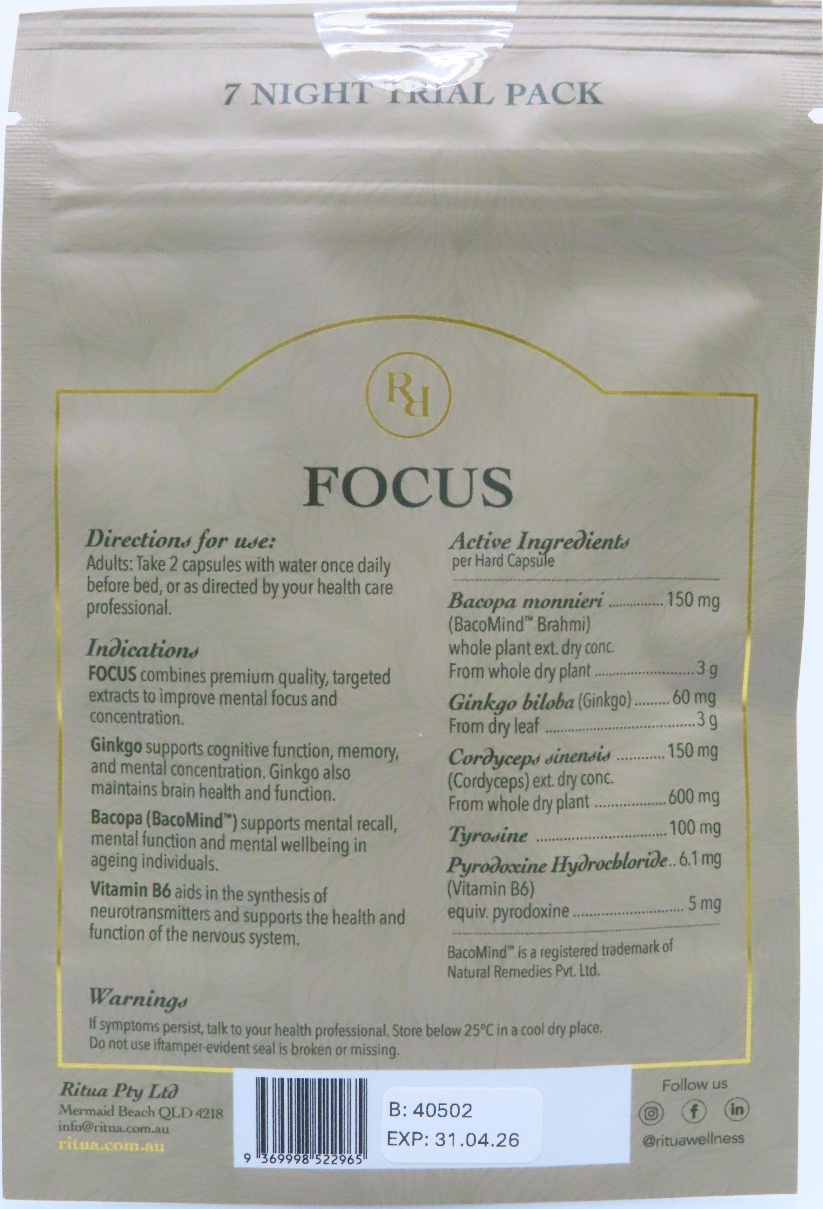 7 NIGHT TRIAL PACK
RR
FOCUS
Directions for use:
Adults: Take 2 capsules with water once daily
before bed, or as directed by your health care
professional.
Indications
FOCUS combines premium quality, targeted
extracts to improve mental focus and
concentration.
Ginkgo supports cognitive function, memory,
and mental concentration. Ginkgo also
maintains brain health and function.
Bacopa (BacoMind™) supports mental recall,
mental function and mental wellbeing in
ageing individuals.
Vitamin B6 aids in the synthesis of
neurotransmitters and supports the health and
function of the nervous system.
Active Ingredients
per Hard Capsule
Bacopa monnieri .............. 150 mg
(BacoMind™ Brahmi)
whole plant ext. dry conc.
From whole dry plant ......................... 3 g
Ginkgo biloba (Ginkgo) ......... 60 mg
From dry leaf ...................................... 3 g
Cordyceps sinensis ............ 150 mg
(Cordyceps) ext. dry conc.
From whole dry plant .................. 600 mg
Tyrosine ................................. 100 mg
Pyrodoxine Hydrochloride.. 6.1 mg
(Vitamin B6)
equiv. pyrodoxine ............................ 5 mg
BacoMind™ is a registered trademark of
Natural Remedies Pvt. Ltd.
Warnings
If symptoms persist, talk to your health professional. Store below 25°C in a cool dry place.
Do not use iftamper-evident seal is broken or missing.
Ritua Pty Ltd
Mermaid Beach QLD 4218
info@ritua.com.au
ritua.com.au
9 369998 522965
B: 40502
EXP: 31.04.26
Follow us
@rituawellness